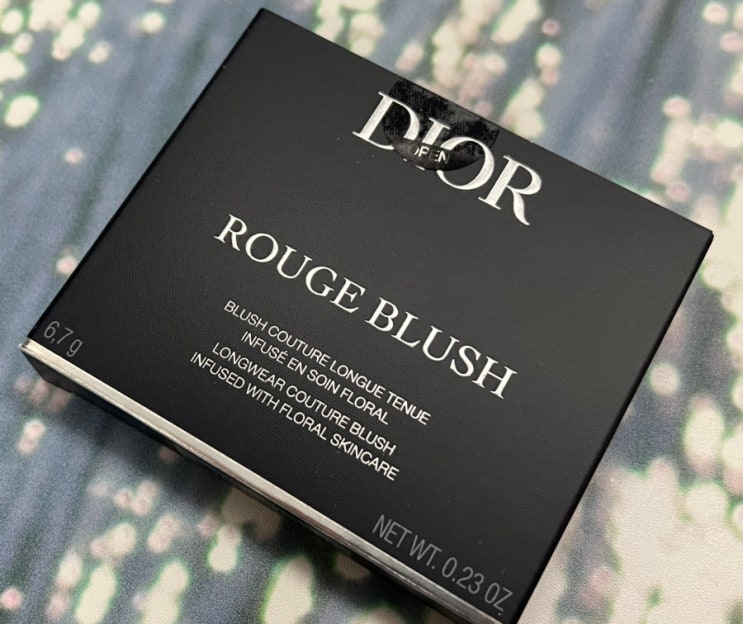 DIOR
OPEN
ROUGE BLUSH
BLUSH COUTURE LONGUE TENUE
INFUSÉ EN SOIN FLORAL
LONGWEAR COUTURE BLUSH
INFUSED WITH FLORAL SKINCARE
6,7 g
NET WT. 0.23 OZ